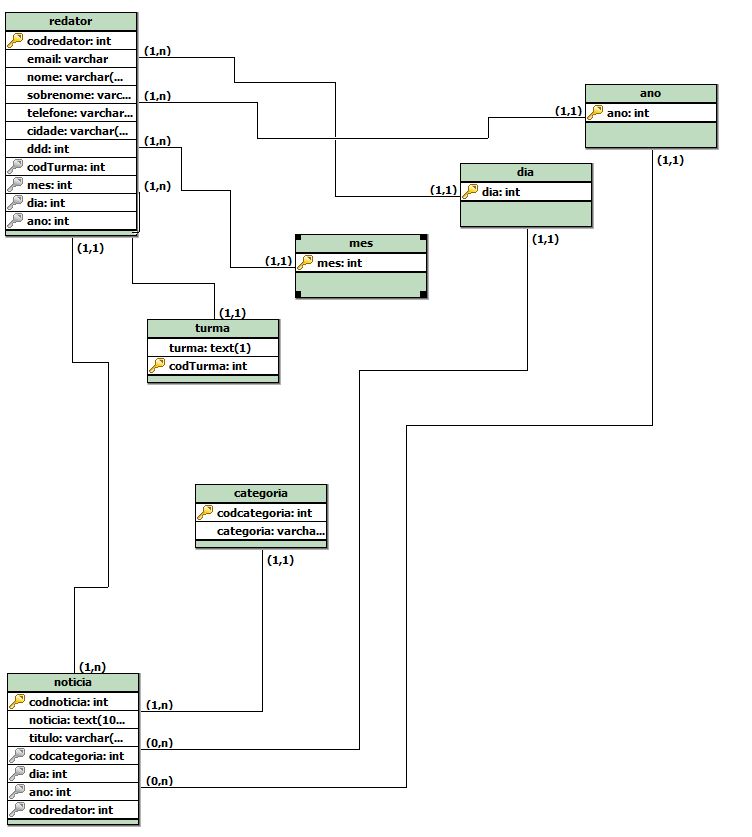 redator
codredator: int
email: varchar
nome: varchar(...
sobrenome: varc...
telefone: varchar...
cidade: varchar(...
ddd: int
codTurma: int
mes: int
dia: int
ano: int
(1,n)
(1,n)
(1,n)
(1,n)
(1,1)
ano
(1,1)
ano: int
(1,1)
dia
(1,1)
dia: int
(1,1)
mes
(1,1)
mes: int
(1,1)
turma
turma: text(1)
codTurma: int
categoria
codcategoria: int
categoria: varcha...
(1,1)
(1,n)
noticia
codnoticia: int
noticia: text(10...
titulo: varchar(...
codcategoria: int
dia: int
ano: int
codredator: int
(1,n)
(0,n)
(0,n)